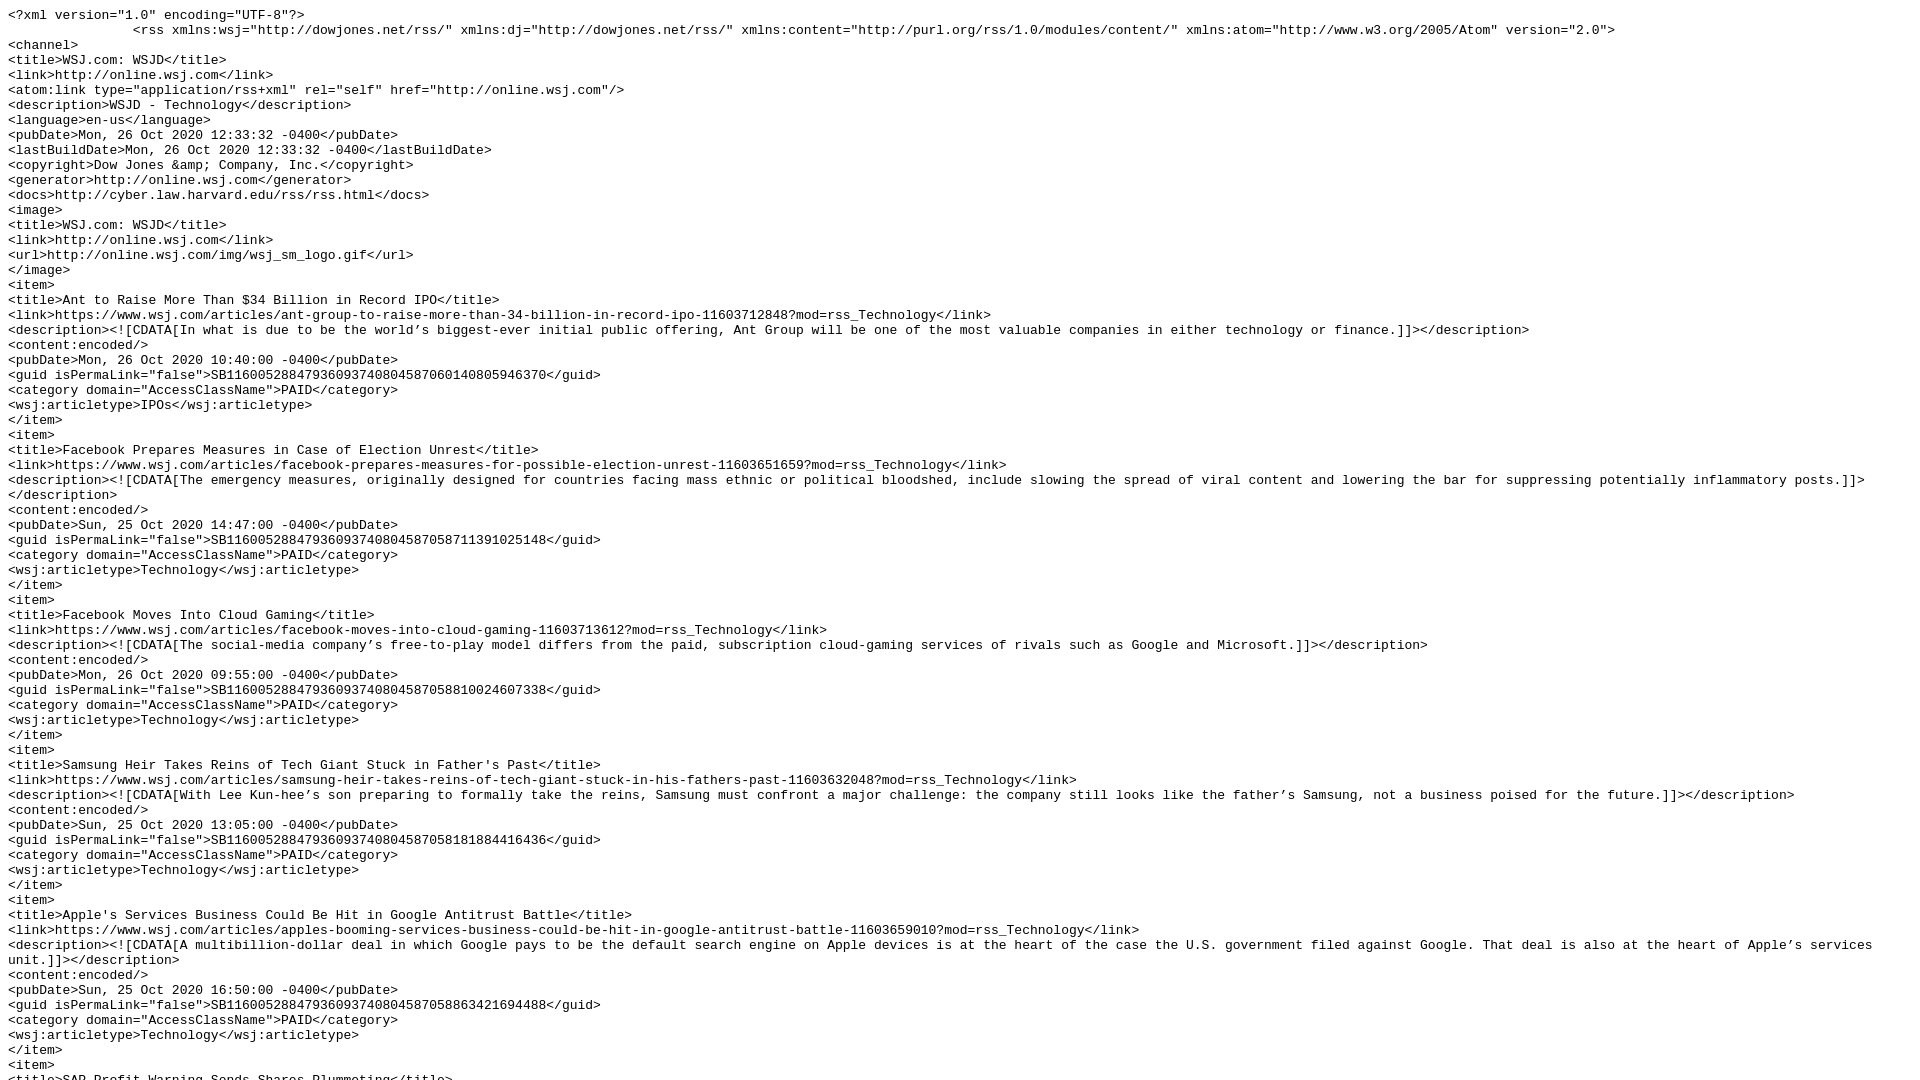 <?xml version="1.0" encoding="UTF-8"?>
<rss xmlns:wsj="http://dowjones.net/rss/" xmlns:dj="http://dowjones.net/rss/" xmlns:content="http://purl.org/rss/1.0/modules/content/" xmlns:atom="http://www.w3.org/2005/Atom" version="2.0">
<channel>
<title>WSJ.com: WSJD</title>
<link>http://online.wsj.com</link>
<atom:link type="application/rss+xml" rel="self" href="http://online.wsj.com"/>
<description>WSJD - Technology</description>
<language>en-us</language>
<pubDate>Mon, 26 Oct 2020 12:33:32 -0400</pubDate>
<lastBuildDate>Mon, 26 Oct 2020 12:33:32 -0400</lastBuildDate>
<copyright>Dow Jones &amp; Company, Inc.</copyright>
<generator>http://online.wsj.com</generator>
<docs>http://cyber.law.harvard.edu/rss/rss.html</docs>
<image>
<title>WSJ.com: WSJD</title>
<link>http://online.wsj.com</link>
<url>http://online.wsj.com/img/wsj_sm_logo.gif</url>
</image>
<item>
<title>Ant to Raise More Than $34 Billion in Record IPO</title>
<link>https://www.wsj.com/articles/ant-group-to-raise-more-than-34-billion-in-record-ipo-11603712848?mod=rss_Technology</link>
<description><![CDATA[In what is due to be the world’s biggest-ever initial public offering, Ant Group will be one of the most valuable companies in either technology or finance.]]></description>
<content:encoded/>
<pubDate>Mon, 26 Oct 2020 10:40:00 -0400</pubDate>
<guid isPermaLink="false">SB11600528847936093740804587060140805946370</guid>
<category domain="AccessClassName">PAID</category>
<wsj:articletype>IPOs</wsj:articletype>
</item>
<item>
<title>Facebook Prepares Measures in Case of Election Unrest</title>
<link>https://www.wsj.com/articles/facebook-prepares-measures-for-possible-election-unrest-11603651659?mod=rss_Technology</link>
<description><![CDATA[The emergency measures, originally designed for countries facing mass ethnic or political bloodshed, include slowing the spread of viral content and lowering the bar for suppressing potentially inflammatory posts.]]>
</description>
<content:encoded/>
<pubDate>Sun, 25 Oct 2020 14:47:00 -0400</pubDate>
<guid isPermaLink="false">SB11600528847936093740804587058711391025148</guid>
<category domain="AccessClassName">PAID</category>
<wsj:articletype>Technology</wsj:articletype>
</item>
<item>
<title>Facebook Moves Into Cloud Gaming</title>
<link>https://www.wsj.com/articles/facebook-moves-into-cloud-gaming-11603713612?mod=rss_Technology</link>
<description><![CDATA[The social-media company’s free-to-play model differs from the paid, subscription cloud-gaming services of rivals such as Google and Microsoft.]]></description>
<content:encoded/>
<pubDate>Mon, 26 Oct 2020 09:55:00 -0400</pubDate>
<guid isPermaLink="false">SB11600528847936093740804587058810024607338</guid>
<category domain="AccessClassName">PAID</category>
<wsj:articletype>Technology</wsj:articletype>
</item>
<item>
<title>Samsung Heir Takes Reins of Tech Giant Stuck in Father's Past</title>
<link>https://www.wsj.com/articles/samsung-heir-takes-reins-of-tech-giant-stuck-in-his-fathers-past-11603632048?mod=rss_Technology</link>
<description><![CDATA[With Lee Kun-hee’s son preparing to formally take the reins, Samsung must confront a major challenge: the company still looks like the father’s Samsung, not a business poised for the future.]]></description>
<content:encoded/>
<pubDate>Sun, 25 Oct 2020 13:05:00 -0400</pubDate>
<guid isPermaLink="false">SB11600528847936093740804587058181884416436</guid>
<category domain="AccessClassName">PAID</category>
<wsj:articletype>Technology</wsj:articletype>
</item>
<item>
<title>Apple's Services Business Could Be Hit in Google Antitrust Battle</title>
<link>https://www.wsj.com/articles/apples-booming-services-business-could-be-hit-in-google-antitrust-battle-11603659010?mod=rss_Technology</link>
<description><![CDATA[A multibillion-dollar deal in which Google pays to be the default search engine on Apple devices is at the heart of the case the U.S. government filed against Google. That deal is also at the heart of Apple’s services
unit.]]></description>
<content:encoded/>
<pubDate>Sun, 25 Oct 2020 16:50:00 -0400</pubDate>
<guid isPermaLink="false">SB11600528847936093740804587058863421694488</guid>
<category domain="AccessClassName">PAID</category>
<wsj:articletype>Technology</wsj:articletype>
</item>
<item>
<title>SAP Profit Warning Sends Shares Plummeting</title>